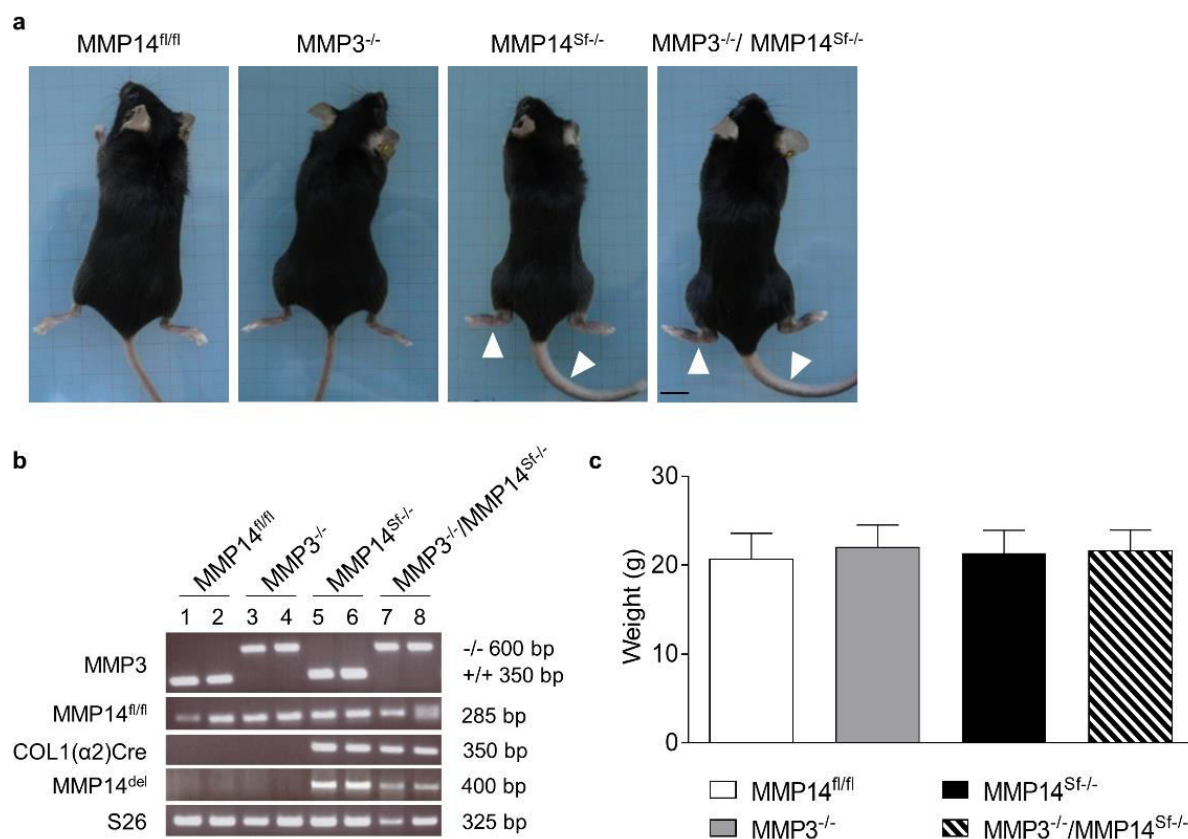 a
MMP14fl/fl
MMP3-/-
MMP14Sf-/-
MMP3-/-/ MMP14Sf-/-
b
MMP14fl/fl
MMP3-/-
MMP14Sf-/-
MMP3-/-/MMP14Sf-/-
1 2 3 4 5 6 7 8
MMP3
-/- 600 bp
+/+ 350 bp
MMP14fl/fl
285 bp
COL1(α2)Cre
350 bp
MMP14del
400 bp
S26
325 bp
c
Weight (g)
30
20
10
0
MMP14fl/fl
MMP14Sf-/-
MMP3-/-
MMP3-/-/MMP14Sf-/-